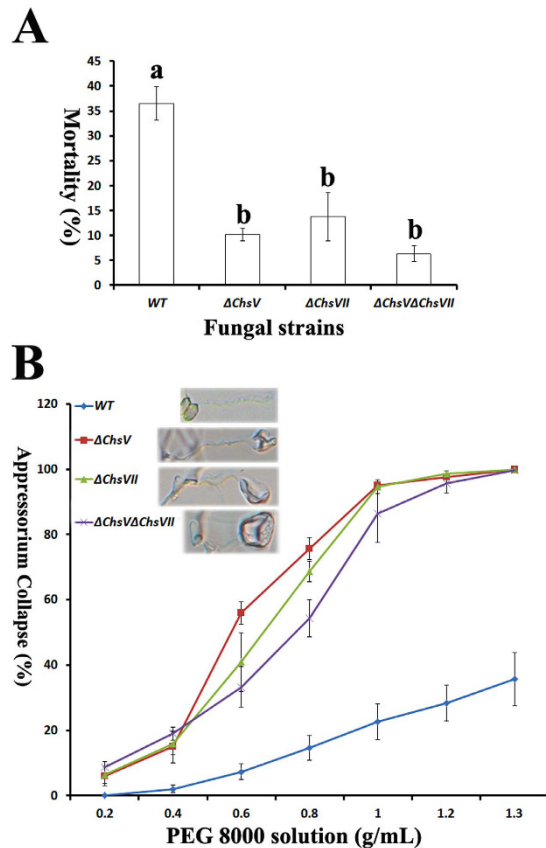 A
a
b
b
b
45
40
35
30
25
20
15
10
5
0
Mortality (%)
WT ΔChsV ΔChsVII ΔChsVΔChsVII
Fungal strains
B
WT
ΔChsV
ΔChsVII
ΔChsVΔChsVII
120
100
80
60
40
20
0
Appressorium Collapse (%)
0.2 0.4 0.6 0.8 1 1.2 1.3
PEG 8000 solution (g/mL)